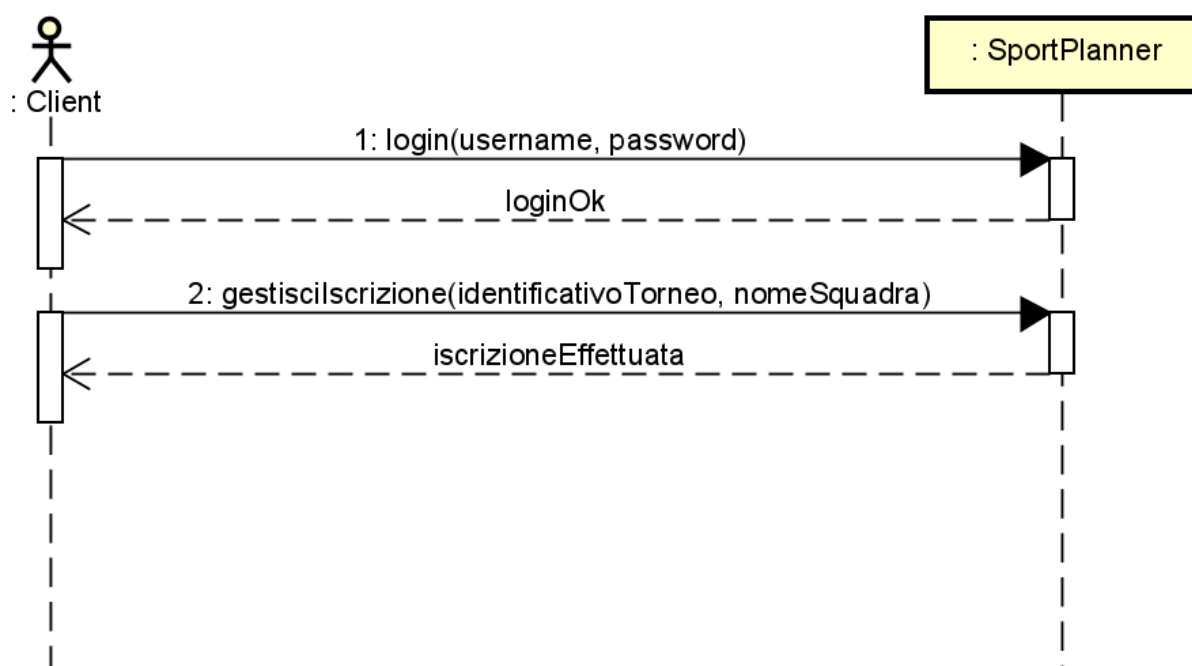 : Client
: SportPlanner
1: login(username, password)
loginOk
2: gestisciIscrizione(identificativoTorneo, nomeSquadra)
iscrizioneEffettuata